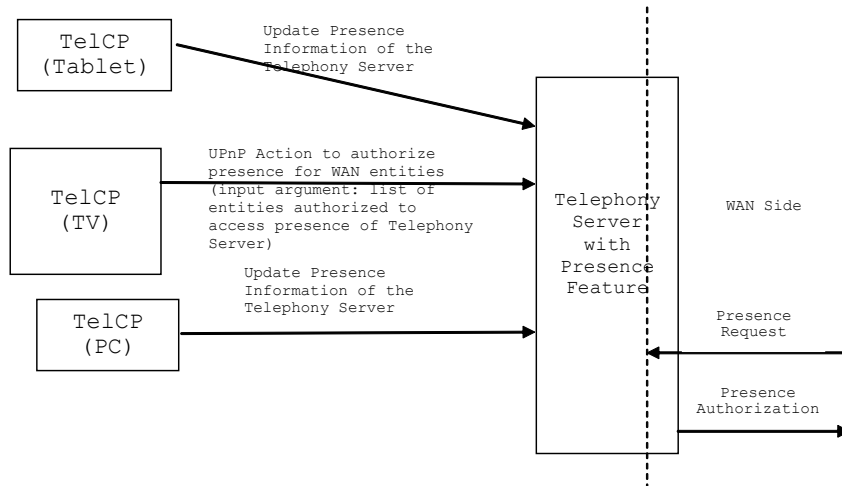 TelCP
(Tablet)
Update Presence
Information of the
Telephony Server
TelCP
(TV)
UPnP Action to authorize
presence for WAN entities
(input argument: list of
entities authorized to
access presence of Telephony
Server)
TelCP
(PC)
Update Presence
Information of the
Telephony Server
Telephony
Server
with
Presence
Feature
WAN Side
Presence
Request
Presence
Authorization